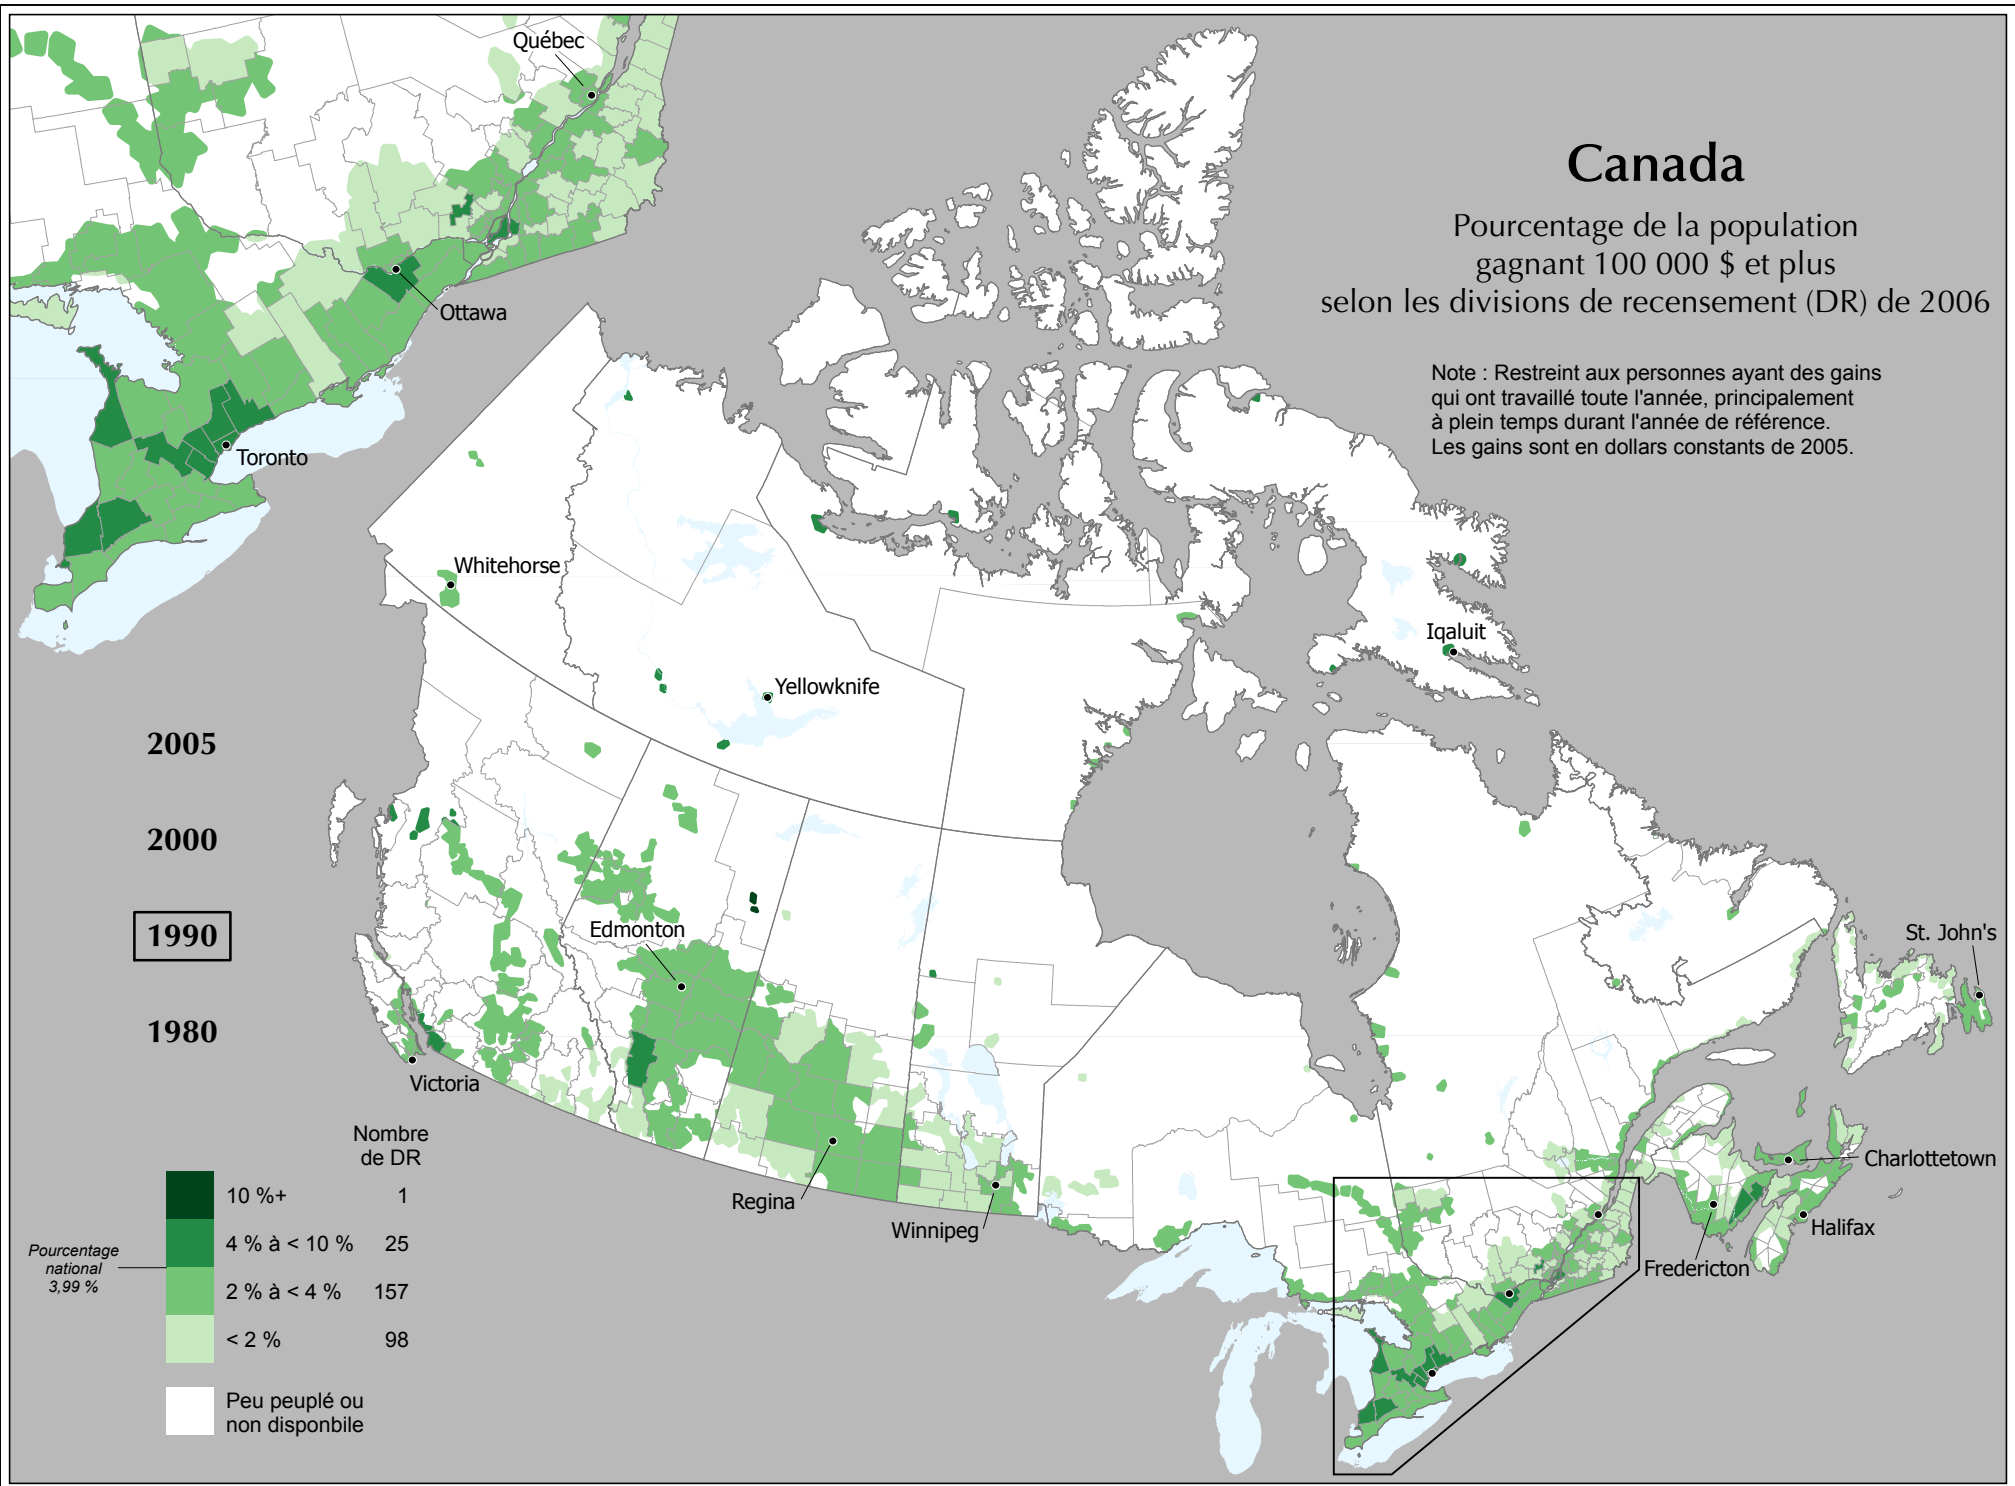 Canada
Pourcentage de la population
gagnant 100 000 $ et plus
selon les divisions de recensement (DR) de 2006
Note : Restreint aux personnes ayant des gains
qui ont travaillé toute l'année, principalement
à plein temps durant l'année de référence.
Les gains sont en dollars constants de 2005.
Québec
Ottawa
Toronto
Whitehorse
Yellowknife
Iqaluit
Edmonton
Victoria
Regina
Winnipeg
St. John's
Charlottetown
Halifax
Fredericton
2005
2000
1990
1980
Nombre
de DR
10 %+ 1
4 % à < 10 % 25
2 % à < 4 % 157
< 2 % 98
Peu peuplé ou
non disponbile
Pourcentage
national
3,99 %